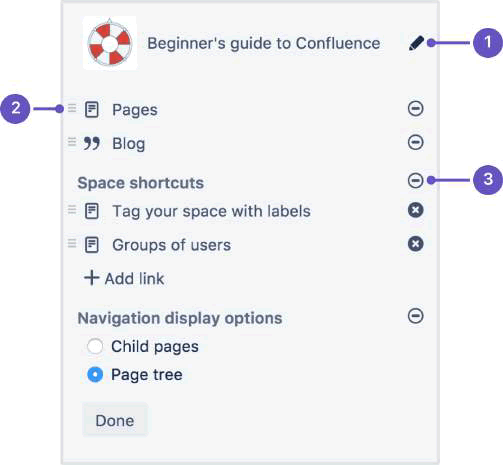 Beginner's guide to Confluence
1
2
Pages
Blog
Space shortcuts
3
Tag your space with labels
Groups of users
Add link
Navigation display options
Child pages
Page tree
Done